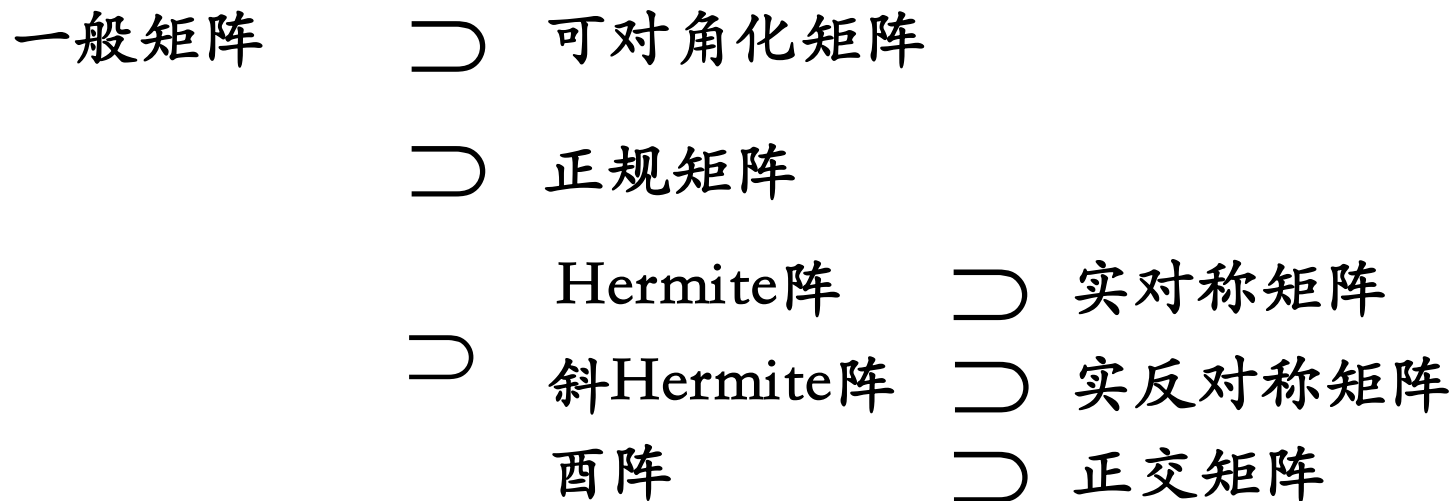 一般矩阵 ⊃ 可对角化矩阵
⊃ 正规矩阵
Hermite阵 ⊃ 实对称矩阵
⊃
斜Hermite阵 ⊃ 实反对称矩阵
酉阵 ⊃ 正交矩阵